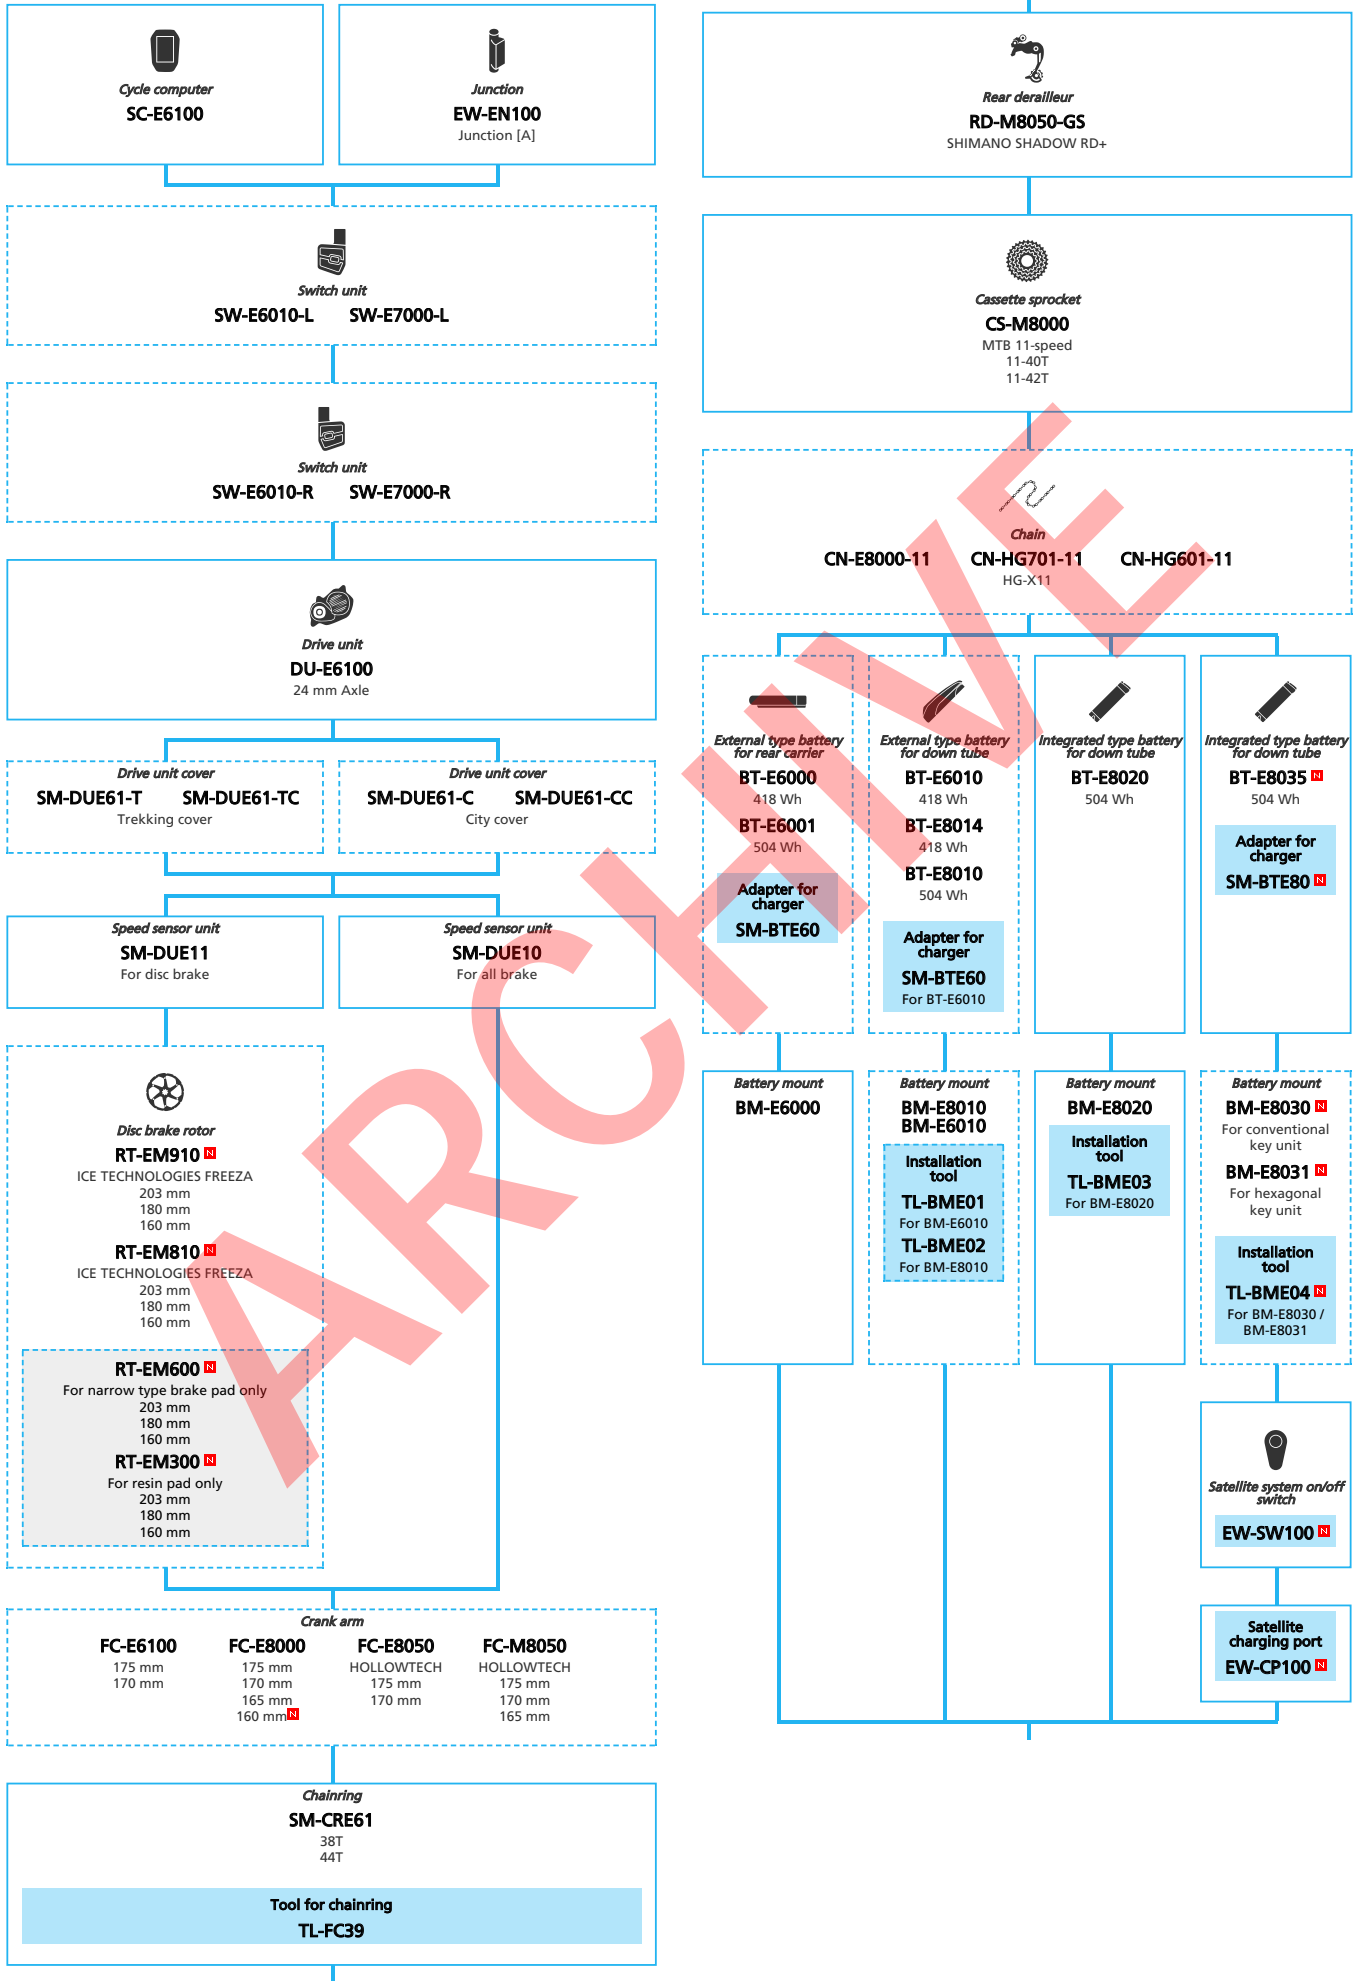 Cycle computer
SC-E6100
Junction
EW-EN100
Junction [A]
Switch unit
SW-E6010-L SW-E7000-L
Switch unit
SW-E6010-R SW-E7000-R
Drive unit
DU-E6100
24 mm Axle
Drive unit cover
SM-DUE61-T SM-DUE61-TC
Trekking cover
Drive unit cover
SM-DUE61-C SM-DUE61-CC
City cover
Speed sensor unit
SM-DUE11
For disc brake
Speed sensor unit
SM-DUE10
For all brake
Disc brake rotor
RT-EM910 N
ICE TECHNOLOGIES FREEZA
203 mm
180 mm
160 mm
RT-EM810 N
ICE TECHNOLOGIES FREEZA
203 mm
180 mm
160 mm
RT-EM600 N
For narrow type brake pad only
203 mm
180 mm
160 mm
RT-EM300 N
For resin pad only
203 mm
180 mm
160 mm
Crank arm
FC-E6100
175 mm
170 mm
FC-E8000
175 mm
170 mm
165 mm
160 mm N
FC-E8050
HOLLOWTECH
175 mm
170 mm
FC-M8050
HOLLOWTECH
175 mm
170 mm
165 mm
Chainring
SM-CRE61
38T
44T
Tool for chainring
TL-FC39
Rear derailleur
RD-M8050-GS
SHIMANO SHADOW RD+
Cassette sprocket
CS-M8000
MTB 11-speed
11-40T
11-42T
Chain
CN-E8000-11 CN-HG701-11 CN-HG601-11
HG-X11
External type battery
for rear carrier
BT-E6000
418 Wh
BT-E6001
504 Wh
Adapter for
charger
SM-BTE60
External type battery
for down tube
BT-E6010
418 Wh
BT-E8014
418 Wh
BT-E8010
504 Wh
Adapter for
charger
SM-BTE60
For BT-E6010
Integrated type battery
for down tube
BT-E8020
504 Wh
Integrated type battery
for down tube
BT-E8035 N
504 Wh
Adapter for
charger
SM-BTE80 N
Battery mount
BM-E6000
Battery mount
BM-E8010
BM-E6010
Installation
tool
TL-BME01
For BM-E6010
TL-BME02
For BM-E8010
Battery mount
BM-E8020
Installation
tool
TL-BME03
For BM-E8020
Battery mount
BM-E8030 N
For conventional
key unit
BM-E8031 N
For hexagonal
key unit
Installation
tool
TL-BME04 N
For BM-E8030 /
BM-E8031
Satellite system on/off
switch
EW-SW100 N
Satellite
charging port
EW-CP100 N
ARCHIVE